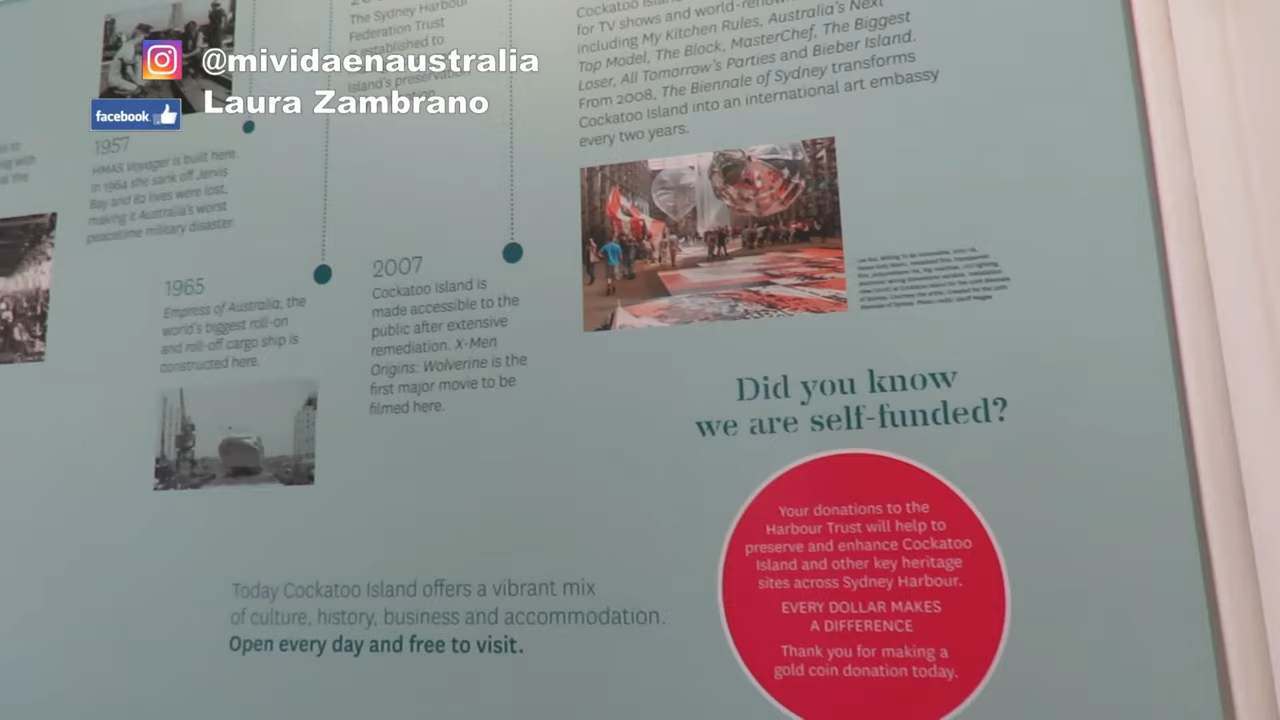 @mividaenaustralia
facebook
Laura Zambrano
1957
HMAS Voyager is built here.
In 1964 she sank off Jervis
Bay and 82 lives were lost,
making it Australia's worst
peacetime military disaster.
1965
Empress of Australia, the
world's biggest roll-on
and roll-off cargo ship is
constructed here.
The Sydney Harbour
Federation Trust
established to
island's preservation
2007
Cockatoo Island is
made accessible to the
public after extensive
remediation. X-Men
Origins: Wolverine is the
first major movie to be
filmed here.
Cockatoo
for TV shows and
including My Kitchen Rules, Australia's Next
Top Model, The Block, MasterChef, The Biggest
Loser, All Tomorrow's Parties and Bieber Island.
From 2008, The Biennale of Sydney transforms
Cockatoo Island into an international art embassy
every two years.
Did you know
we are self-funded?
Your donations to the
Harbour Trust will help to
preserve and enhance Cockatoo
Island and other key heritage
sites across Sydney Harbour.
EVERY DOLLAR MAKES
A DIFFERENCE
Thank you for making a
gold coin donation today.
Today Cockatoo Island offers a vibrant mix
of culture, history, business and accommodation.
Open every day and free to visit.